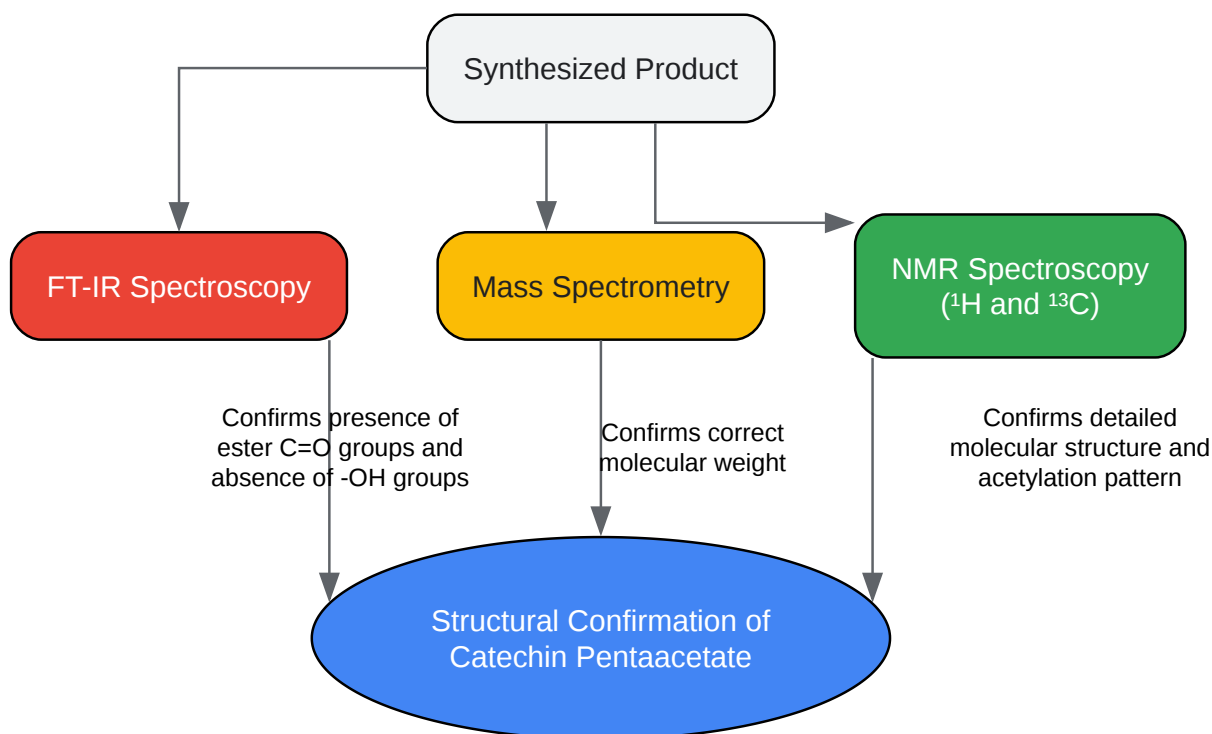 Synthesized Product
FT-IR Spectroscopy
Mass Spectrometry
NMR Spectroscopy
(¹H and ¹³C)
Confirms presence of
ester C=O groups and
absence of -OH groups
Confirms correct
molecular weight
Confirms detailed
molecular structure and
acetylation pattern
Structural Confirmation of
Catechin Pentaacetate